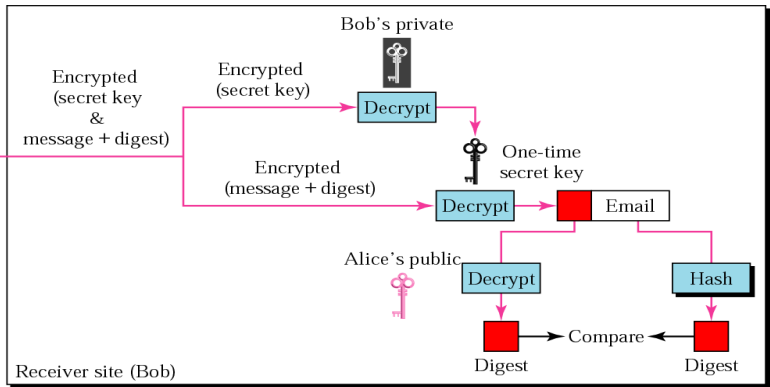 Bob's private
Encrypted
(secret key
&
message + digest)
Encrypted
(secret key)
Decrypt
One-time
secret key
Encrypted
(message + digest)
Decrypt
Email
Alice's public
Decrypt
Hash
Compare
Digest
Digest
Receiver site (Bob)